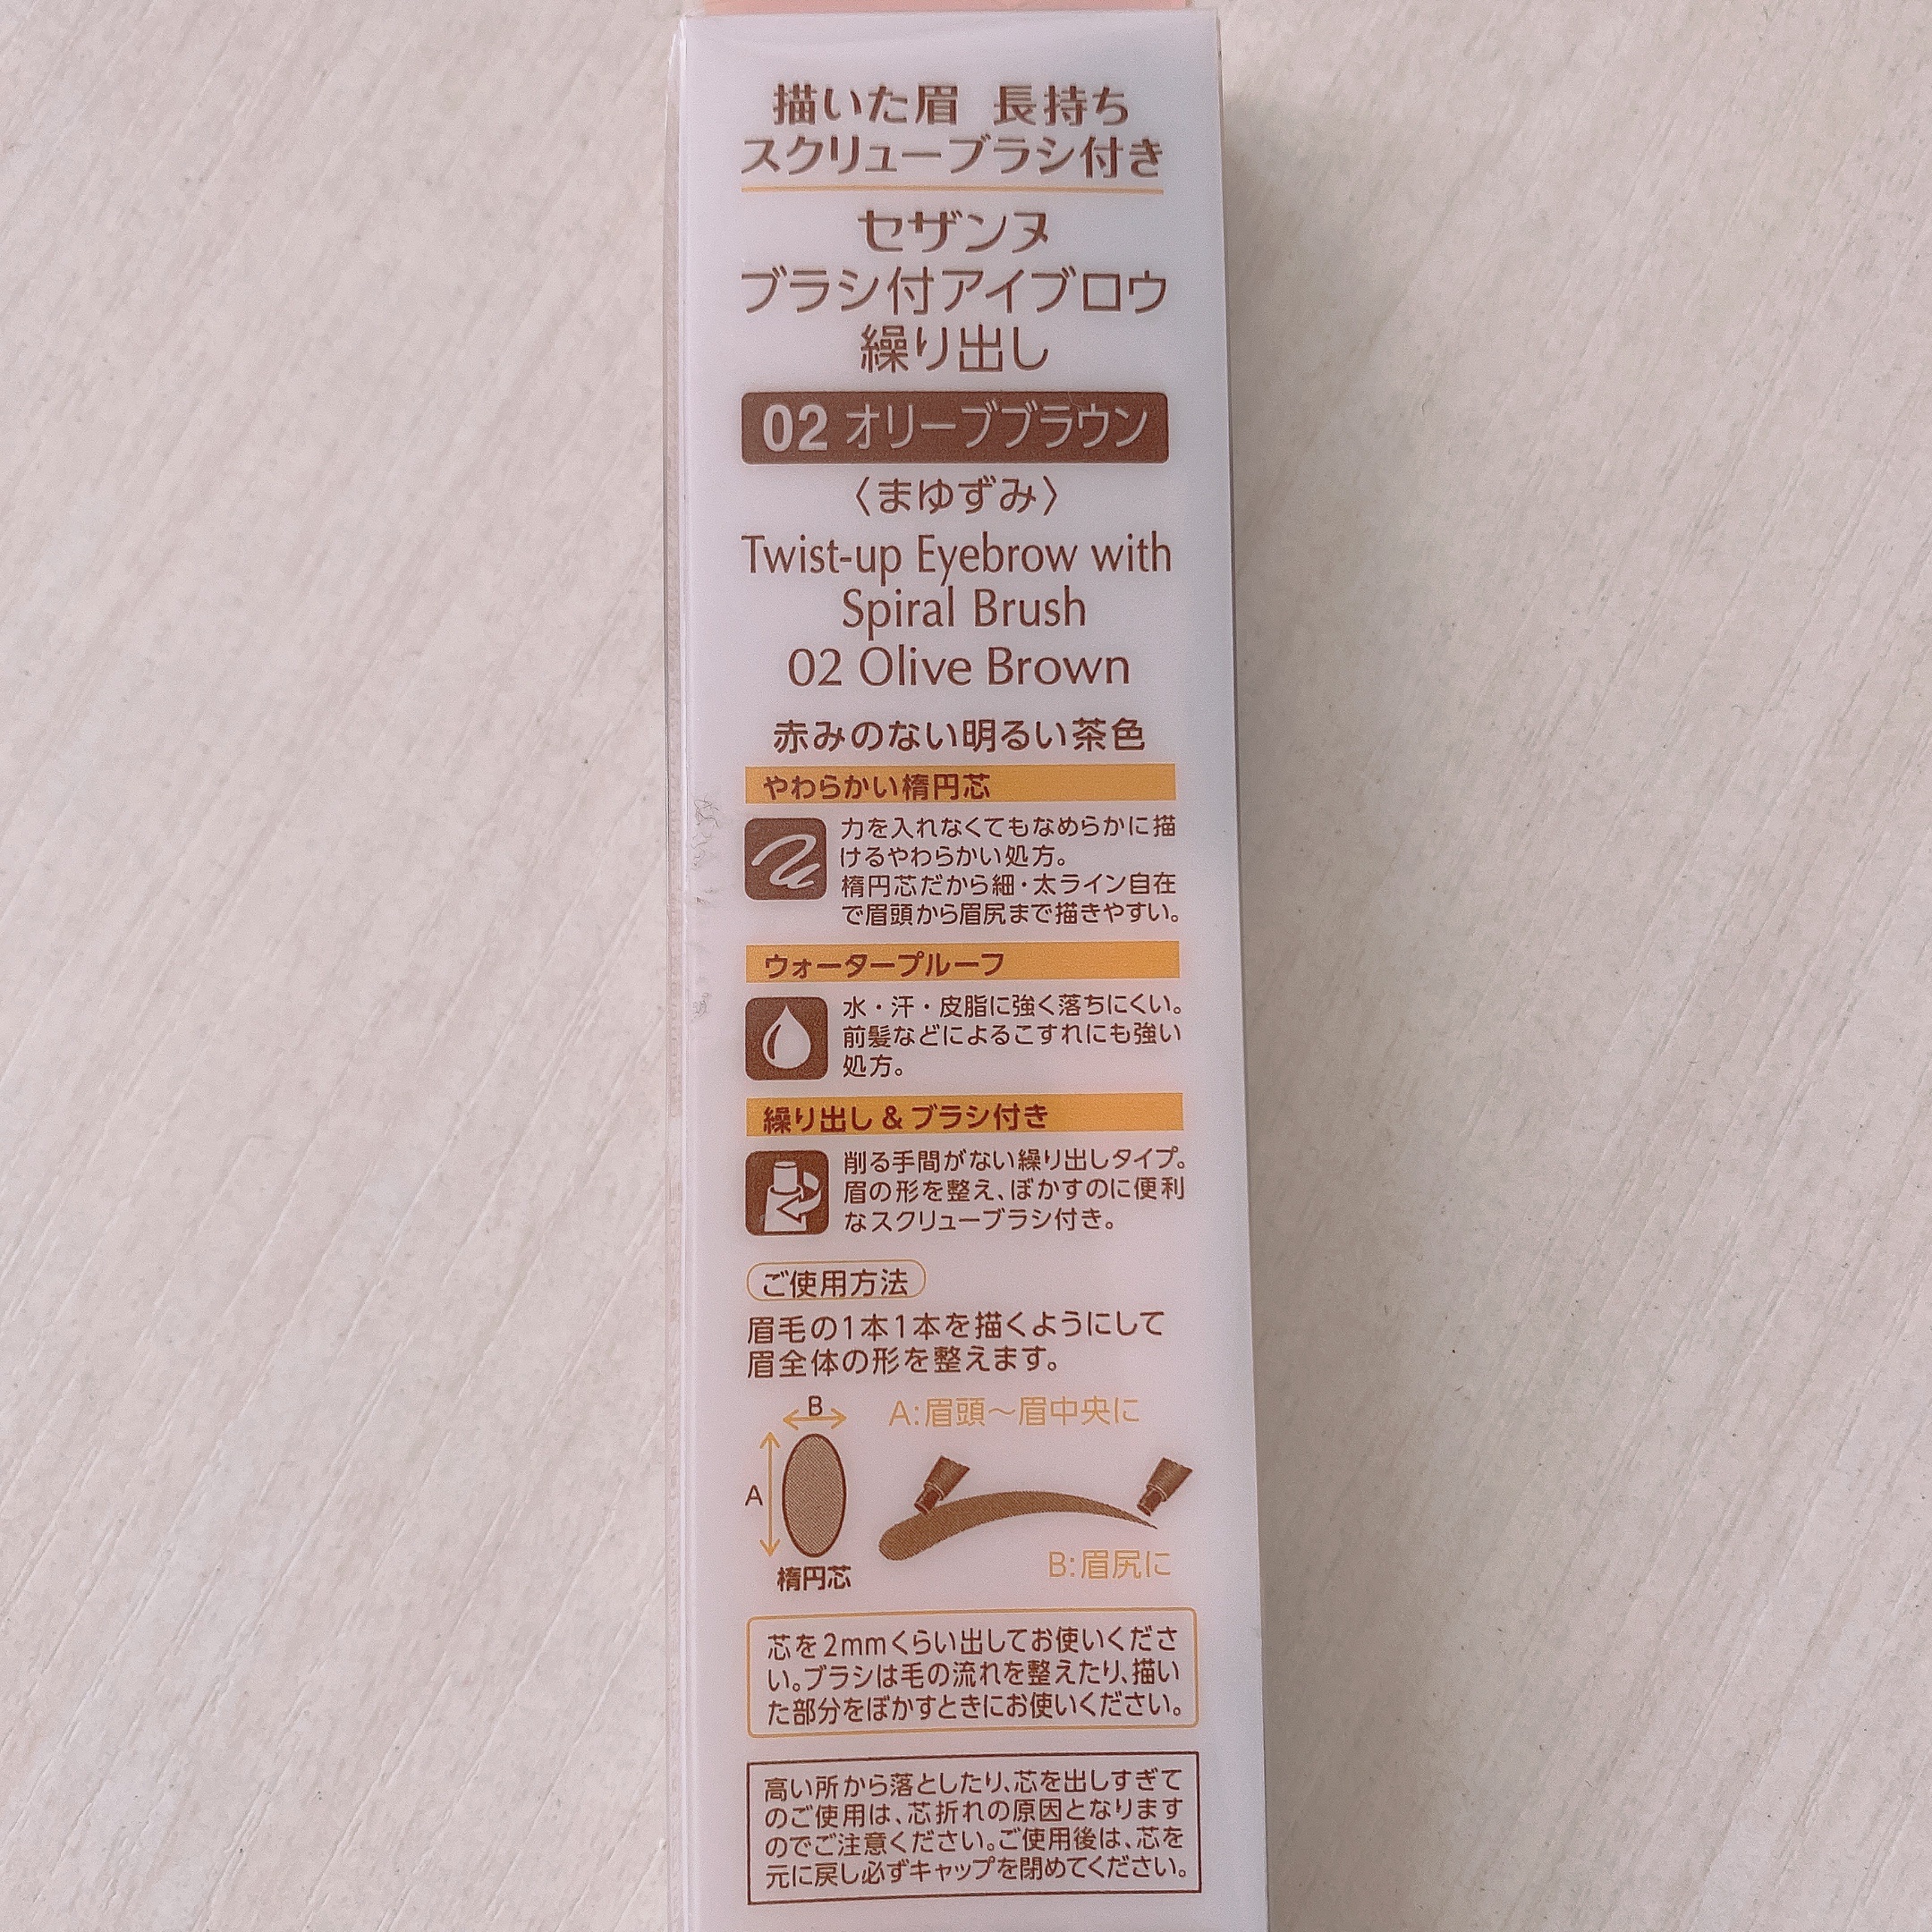 描いた眉 長持ち
スクリューブラシ付き
セザンヌ
ブラシ付アイブロウ
繰り出し
02 オリーブブラウン
〈まゆずみ〉
Twist-up Eyebrow with
Spiral Brush
02 Olive Brown
赤みのない明るい茶色
やわらかい楕円芯
力を入れなくてもなめらかに描
けるやわらかい処方。
楕円芯だから細・太ライン自在
で眉頭から眉尻まで描きやすい。
ウォータープルーフ
水・汗・皮脂に強く落ちにくい。
前髪などによるこすれにも強い
処方。
繰り出し & ブラシ付き
削る手間がない繰り出しタイプ。
眉の形を整え、ぼかすのに便利
なスクリューブラシ付き。
ご使用方法
眉毛の1本1本を描くようにして
眉全体の形を整えます。
B
A:眉頭〜眉中央に
A
B:眉尻に
楕円芯
芯を2mmくらい出してお使いくださ
い。ブラシは毛の流れを整えたり、描い
た部分をぼかすときにお使いください。
高い所から落としたり、芯を出しすぎて
のご使用は、芯折れの原因となります
のでご注意ください。ご使用後は、芯を
元に戻し必ずキャップを閉めてください。